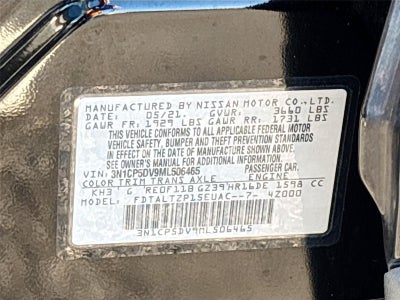 MANUFACTURED BY NISSAN MOTOR CO., LTD.
DATE: 05/21. GVWR: 3660 LBS
GAWR FR: 1929 LBS GAWR RR: 1731 LBS
THIS VEHICLE CONFORMS TO ALL APPLICABLE FEDERAL MOTOR
VEHICLE SAFETY, BUMPER AND THEFT PREVENTION STANDARDS
IN EFFECT ON THE DATE OF MANUFACTURE SHOWN ABOVE.
SEE OWNER'S MANUAL FOR ADDITIONAL INFORMATION.
VIN: 3N1CP5DV9ML506465 PASSENGER CAR.
COLOR TRIM TRANS AXLE ENGINE
KH3 G RE0F11B GZ39 HR16DE 1598 CC
MODEL: FDTALTZP15EUAC--7- 42000
3N1CP5DV9ML506465